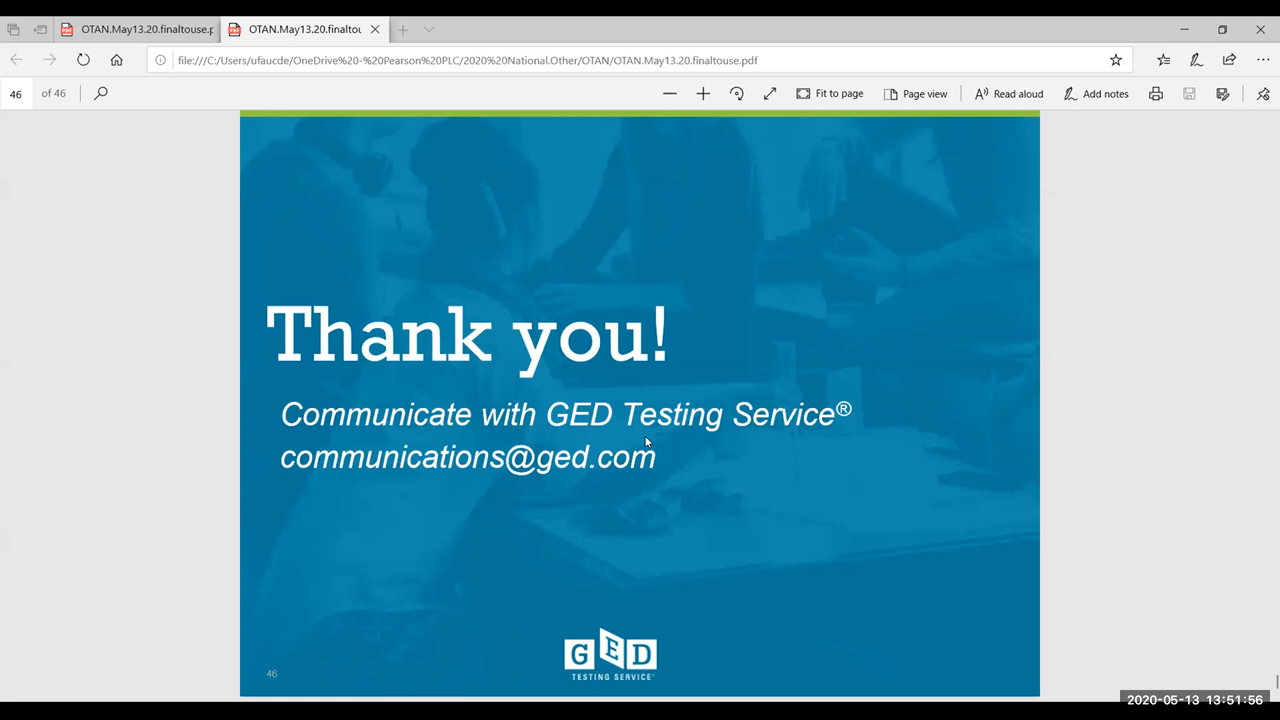 OTAN.May13.20.finaltouse.p
OTAN.May13.20.finaltou
file:///C:/Users/ufaucde/OneDrive%20-%20Pearson%20PLC/2020%20National.Other/OTAN/OTAN.May13.20.finaltouse.pdf
46 of 46
Fit to page
Page view
Read aloud
Add notes
Thank you!
Communicate with GED Testing Service®
communications@ged.com
GED
TESTING SERVICE
46
2020-05-13 13:51:56